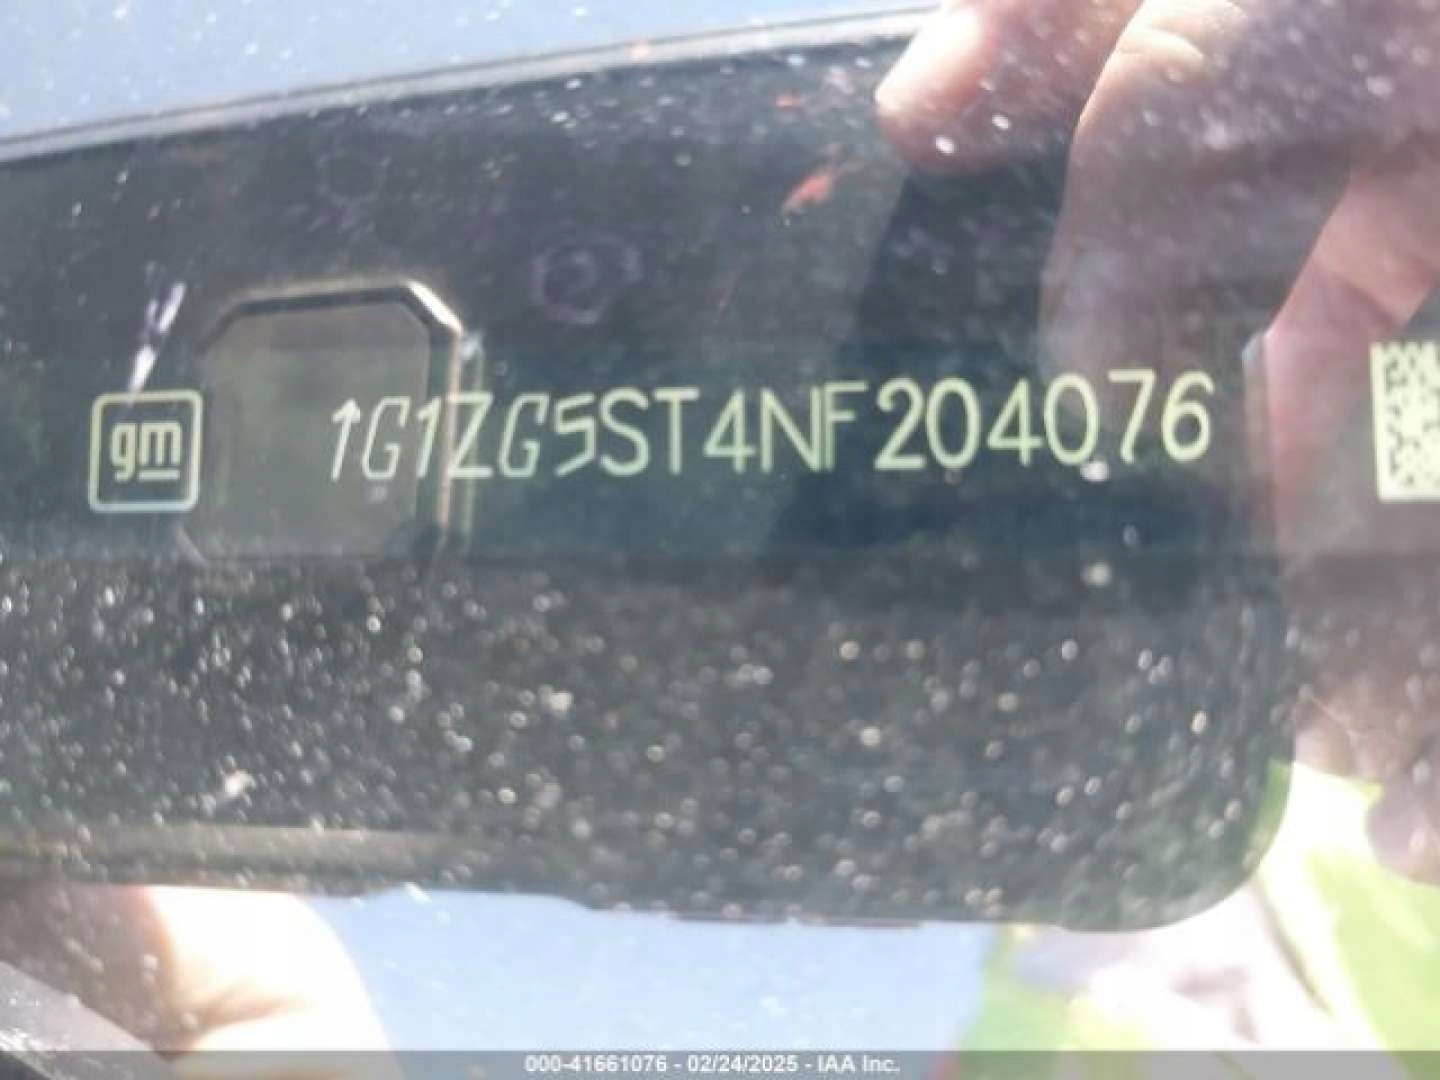 gm
1G1ZG5ST4NF204076
000-41661076 - 02/24/2025 - IAA Inc.